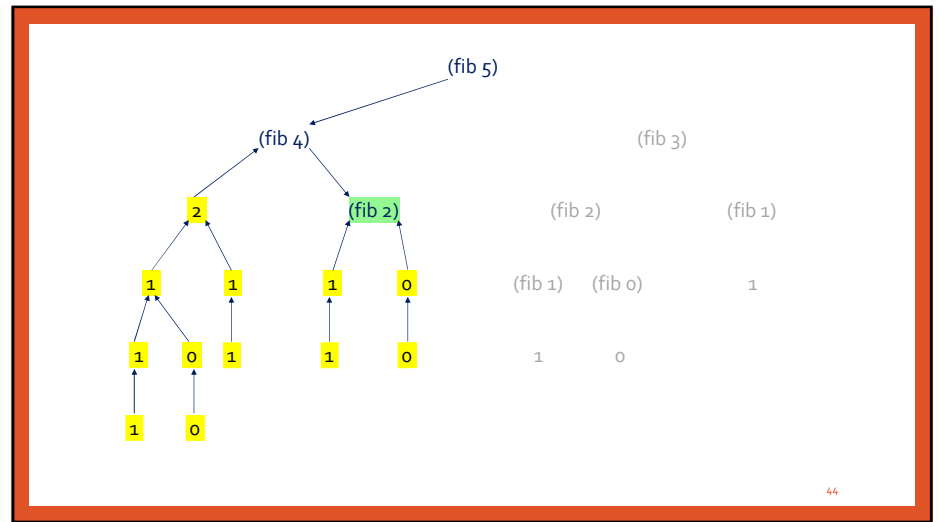 (fib 5)
(fib 4) (fib 3)
2 (fib 2) (fib 2) (fib 1)
1 1 1 0 (fib 1) (fib 0) 1
1 0 1 1 0 1 0
1 0
44